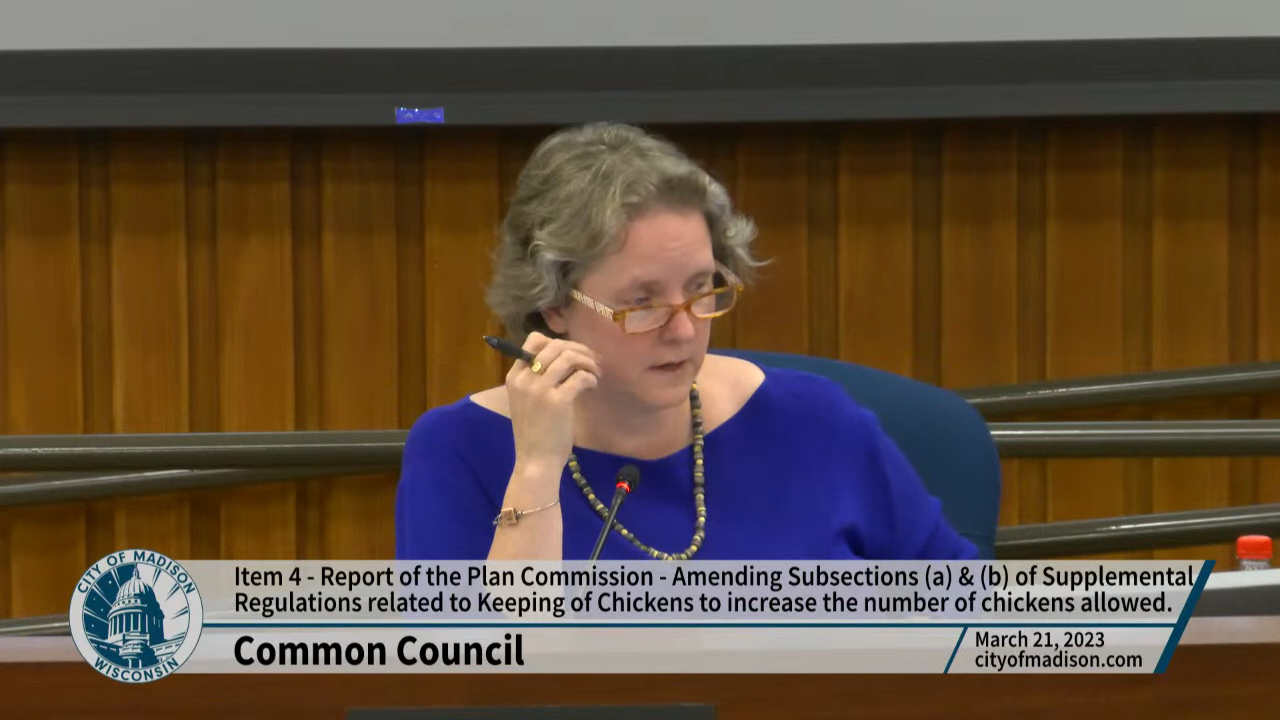 CITY OF MADISON
WISCONSIN
Item 4 - Report of the Plan Commission - Amending Subsections (a) & (b) of Supplemental
Regulations related to Keeping of Chickens to increase the number of chickens allowed.
Common Council
March 21, 2023
cityofmadison.com